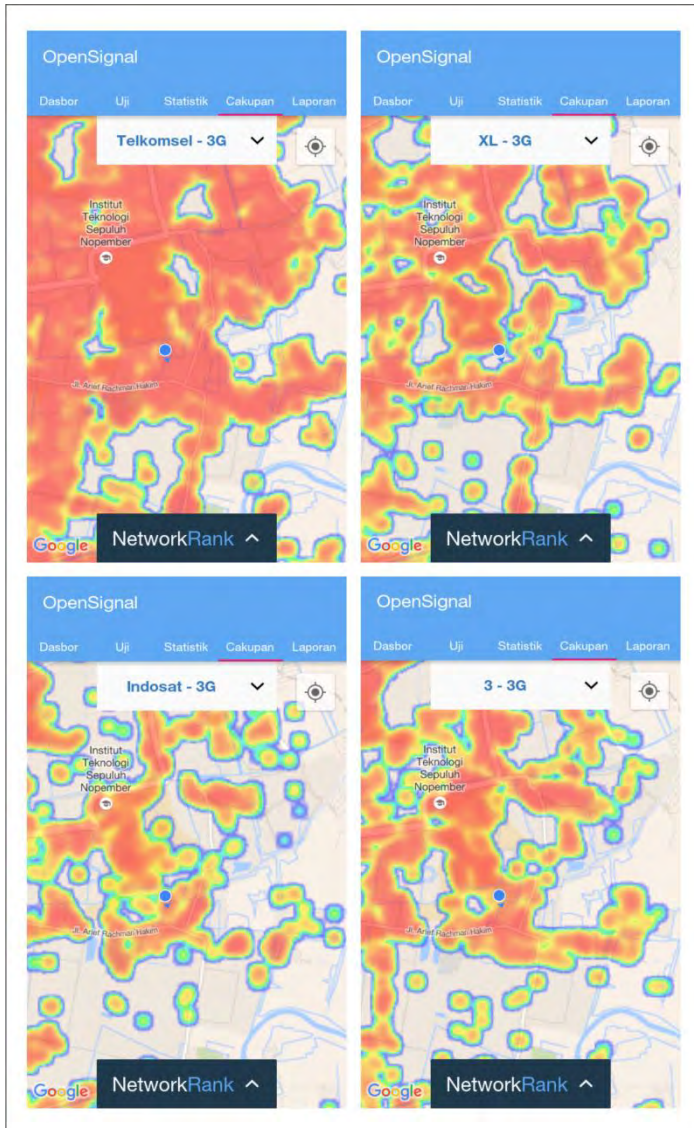 OpenSignal
Dasbor Uji Statistik Cakupan Laporan
Telkomsel - 3G
Institut
Teknologi
Sepuluh
Nopember
Jl. Arief Rachman Hakim
Google
NetworkRank
OpenSignal
Dasbor Uji Statistik Cakupan Laporan
XL - 3G
Institut
Teknologi
Sepuluh
Nopember
Jl. Arief Rachman Hakim
Google
NetworkRank
OpenSignal
Dasbor Uji Statistik Cakupan Laporan
Indosat - 3G
Institut
Teknologi
Sepuluh
Nopember
Jl. Arief Rachman Hakim
Google
NetworkRank
OpenSignal
Dasbor Uji Statistik Cakupan Laporan
3 - 3G
Institut
Teknologi
Sepuluh
Nopember
Jl. Arief Rachman Hakim
Google
NetworkRank